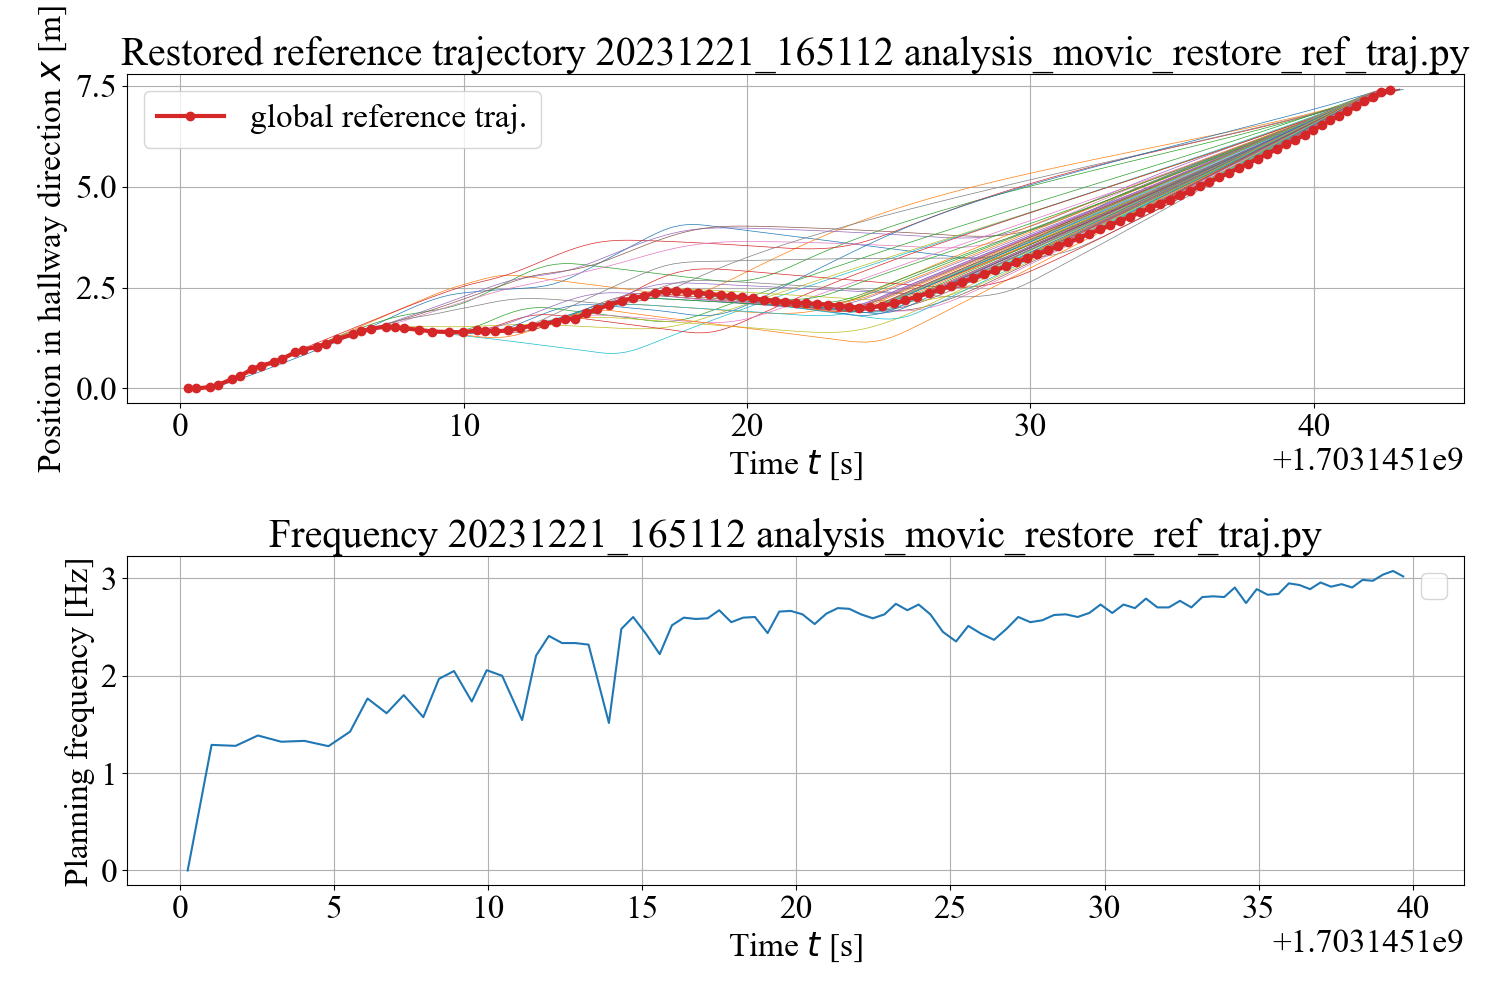 Restored reference trajectory 20231221_165112 analysis_movic_restore_ref_traj.py
Position in hallway direction x [m]
7.5
5.0
2.5
0.0
global reference traj.
0 10 20 30 40
Time t [s]
+1.7031451e9
Frequency 20231221_165112 analysis_movic_restore_ref_traj.py
Planning frequency [Hz]
3
2
1
0
0 5 10 15 20 25 30 35 40
Time t [s]
+1.7031451e9